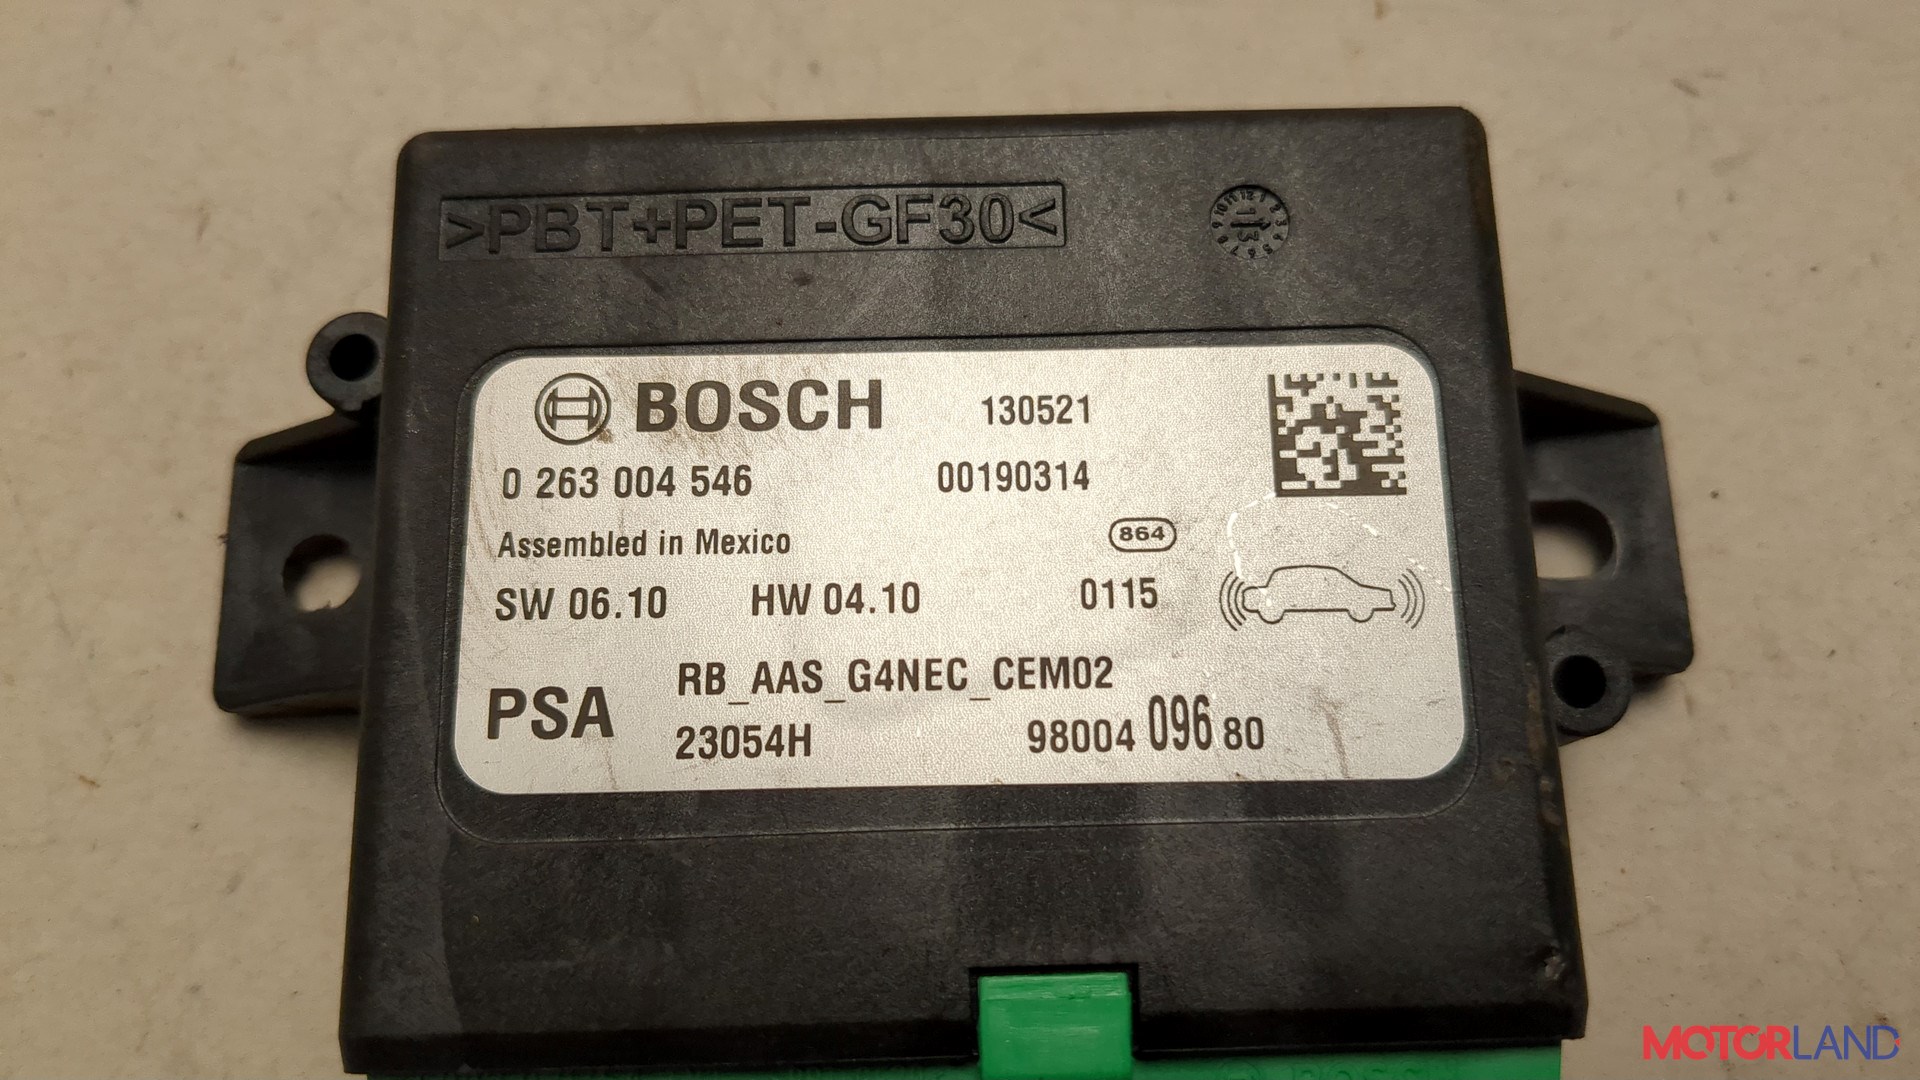 >PBT+PET-GF30<
BOSCH 130521
0 263 004 546 00190314
Assembled in Mexico 864
SW 06.10 HW 04.10 0115
RB_AAS_G4NEC_CEM02
PSA
23054H 98004 096 80
MOTORLAND